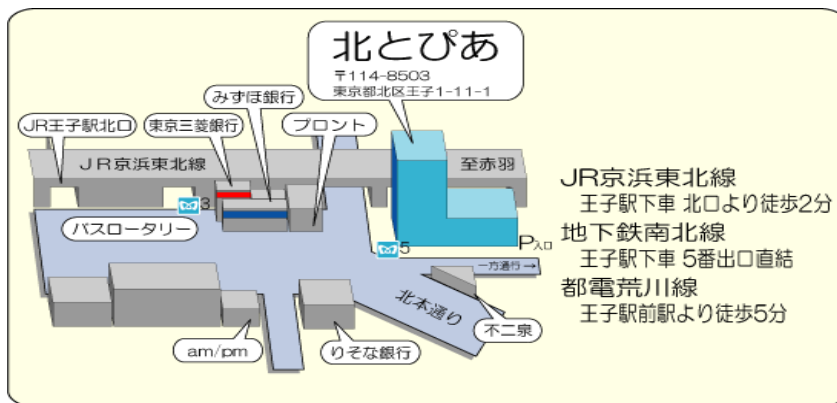 北とぴあ
〒114-8503
東京都北区王子1-11-1
みずほ銀行
JR王子駅北口
東京三菱銀行
プロント
JR京浜東北線
至赤羽
3
バスロータリー
5
P入口
一方通行→
北本通り
不二泉
am/pm
りそな銀行
JR京浜東北線
王子駅下車 北口より徒歩2分
地下鉄南北線
王子駅下車 5番出口直結
都電荒川線
王子駅前駅より徒歩5分